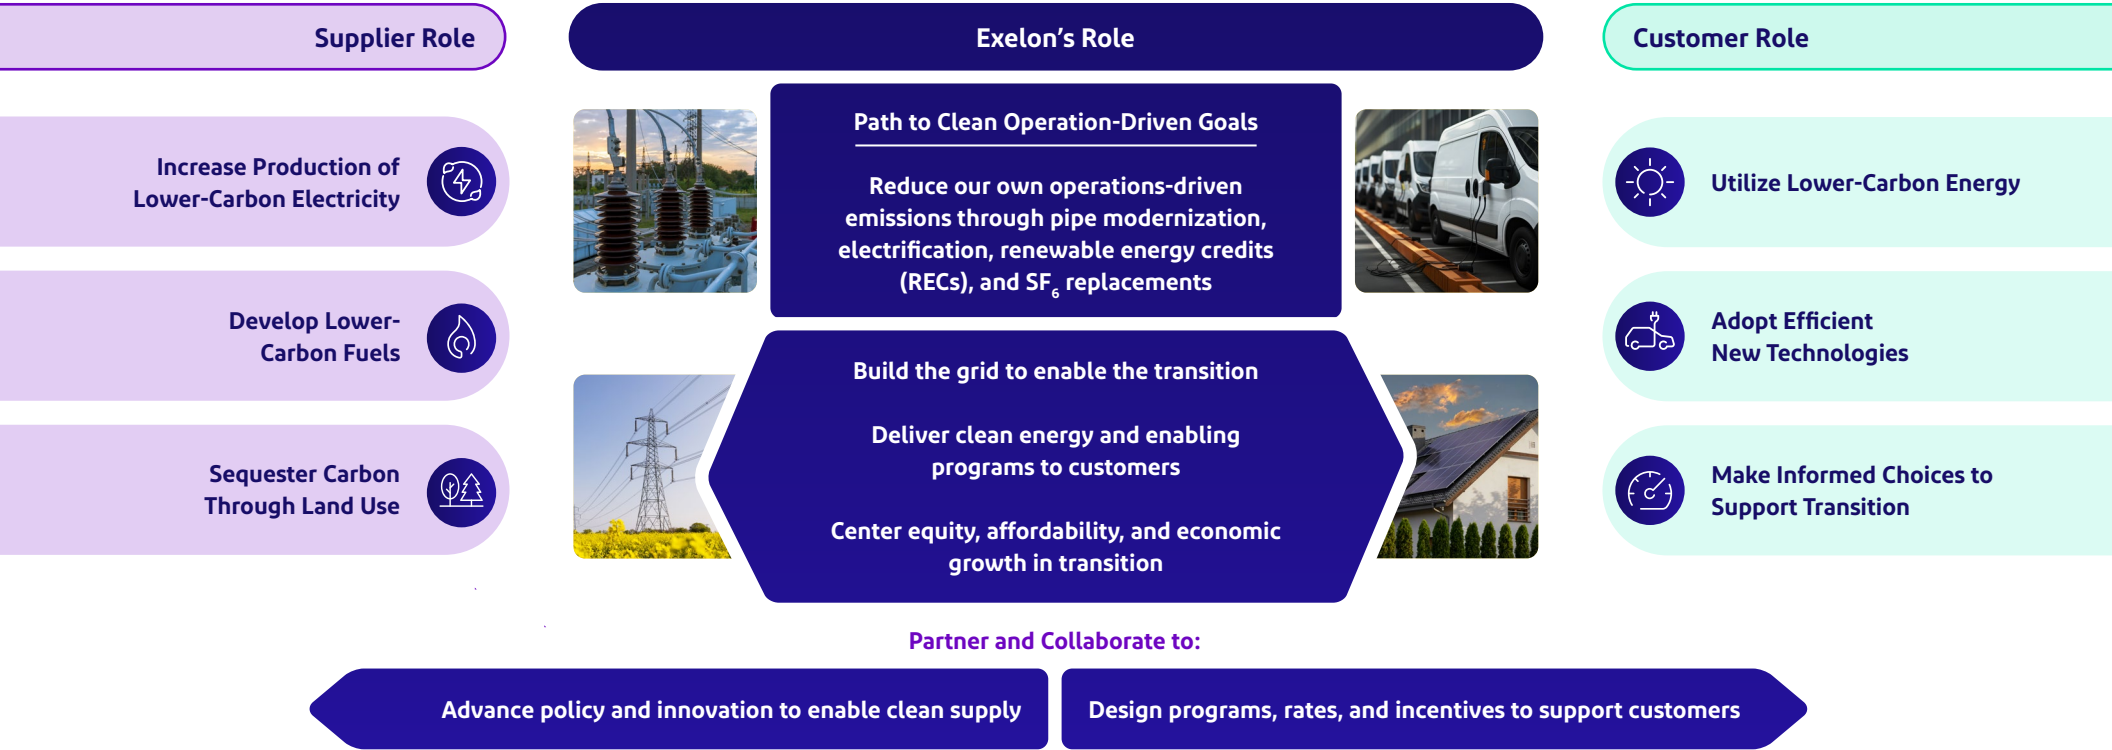 Supplier Role
Increase Production of
Lower-Carbon Electricity
Develop Lower-
Carbon Fuels
Sequester Carbon
Through Land Use
Exelon’s Role
Path to Clean Operation-Driven Goals
Reduce our own operations-driven
emissions through pipe modernization,
electrification, renewable energy credits
(RECs), and SF₆ replacements
Build the grid to enable the transition
Deliver clean energy and enabling
programs to customers
Center equity, affordability, and economic
growth in transition
Customer Role
Utilize Lower-Carbon Energy
Adopt Efficient
New Technologies
Make Informed Choices to
Support Transition
Partner and Collaborate to:
Advance policy and innovation to enable clean supply
Design programs, rates, and incentives to support customers